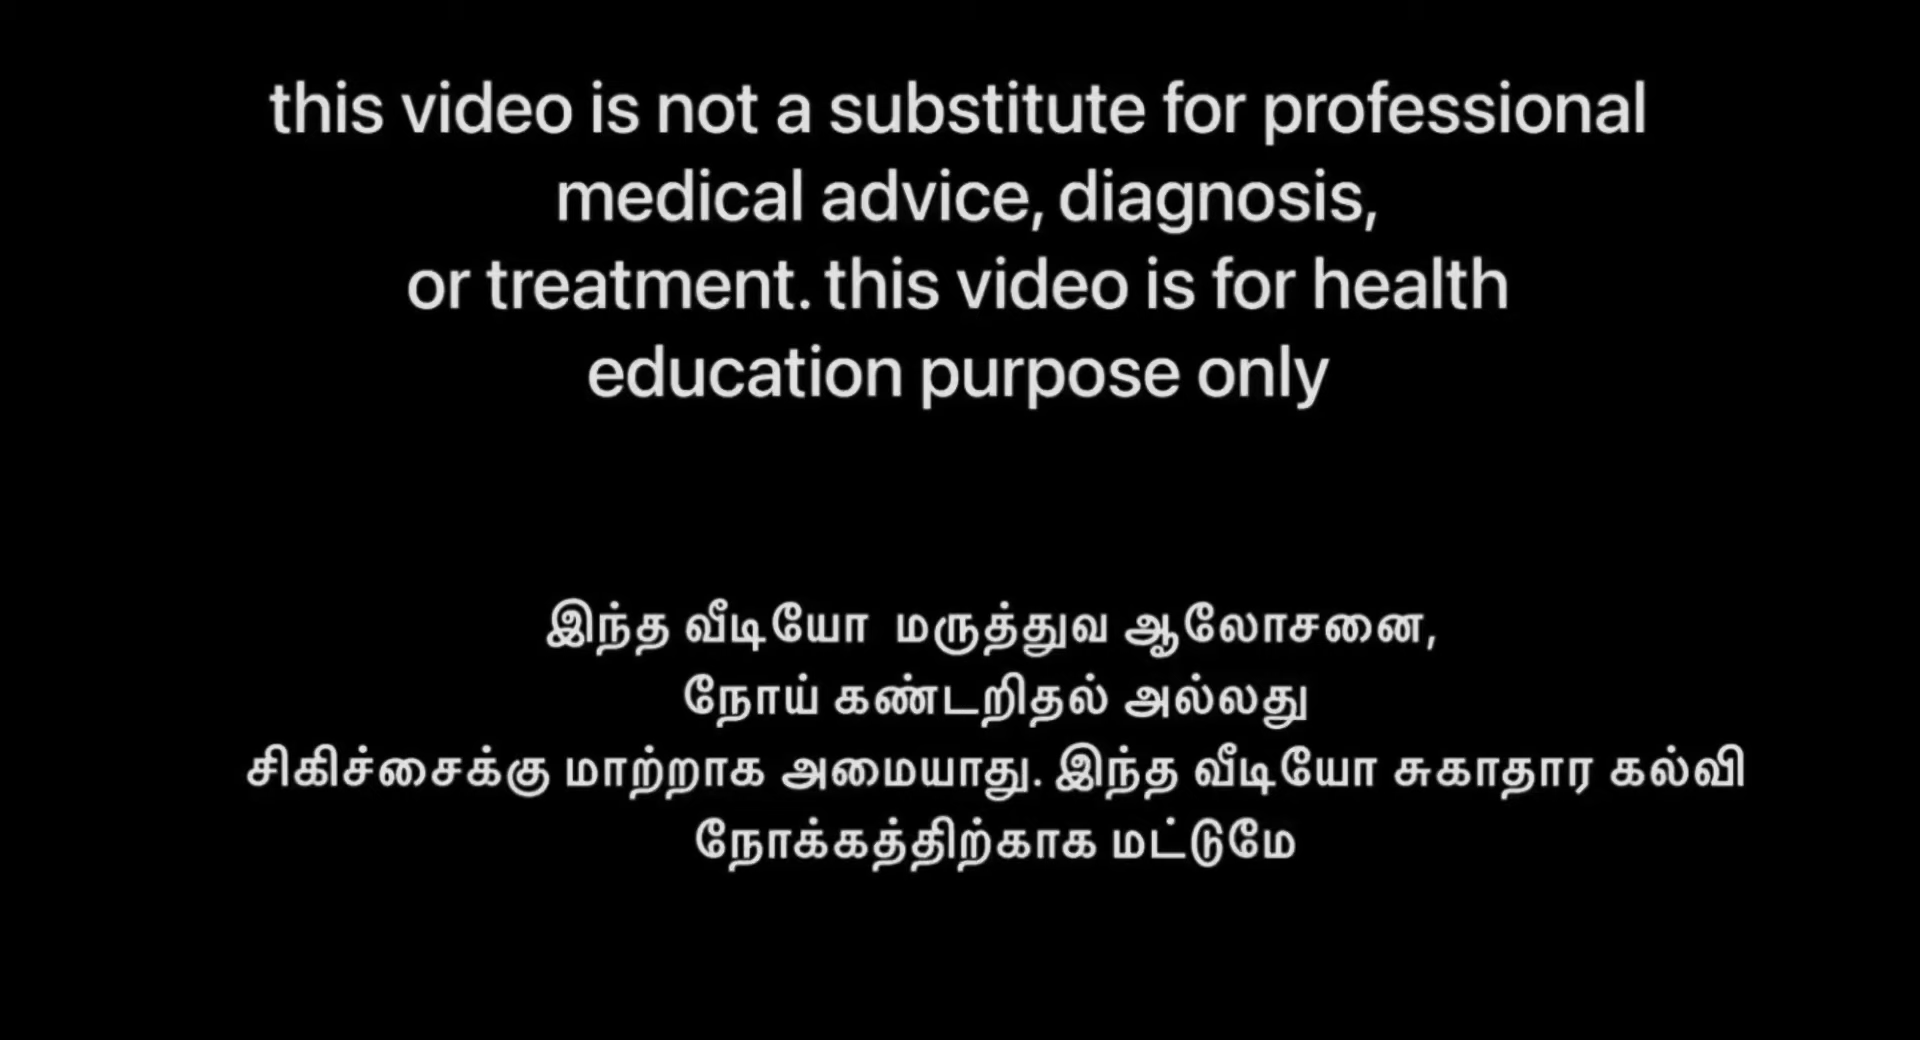 this video is not a substitute for professional
medical advice, diagnosis,
or treatment. this video is for health
education purpose only
இந்த வீடியோ மருத்துவ ஆலோசனை,
நோய் கண்டறிதல் அல்லது
சிகிச்சைக்கு மாற்றாக அமையாது. இந்த வீடியோ சுகாதார கல்வி
நோக்கத்திற்காக மட்டுமே